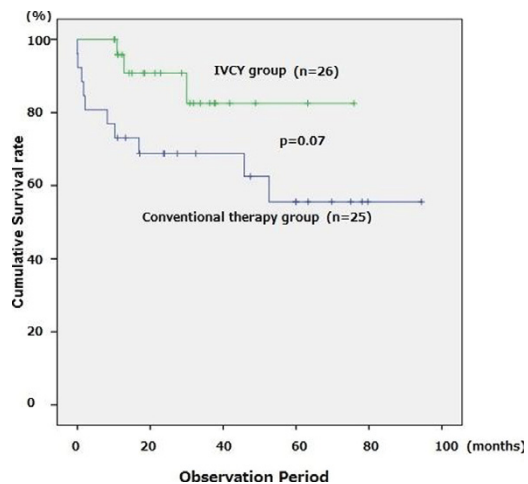 (%)
100
80
60
40
20
0
Cumulative Survival rate
IVCY group (n=26)
p=0.07
Conventional therapy group (n=25)
0 20 40 60 80 100 (months)
Observation Period